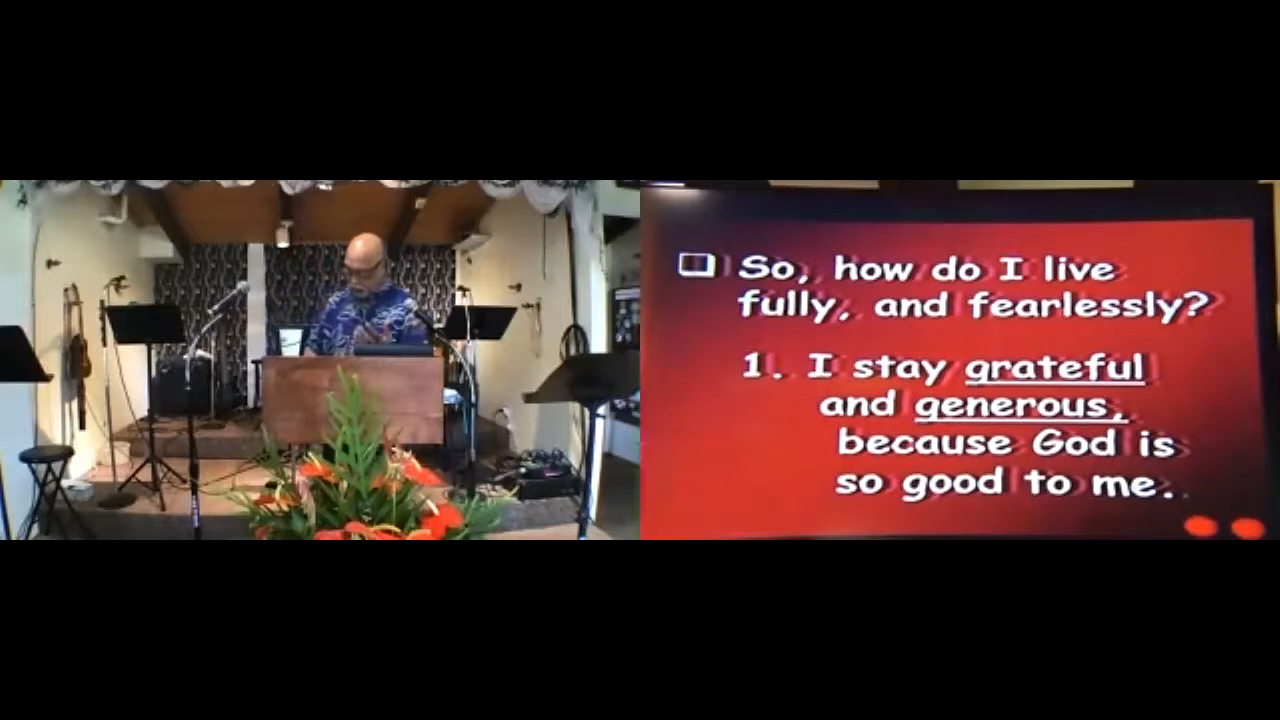 ❑ So, how do I live
fully, and fearlessly?
1. I stay grateful
and generous,
because God is
so good to me.